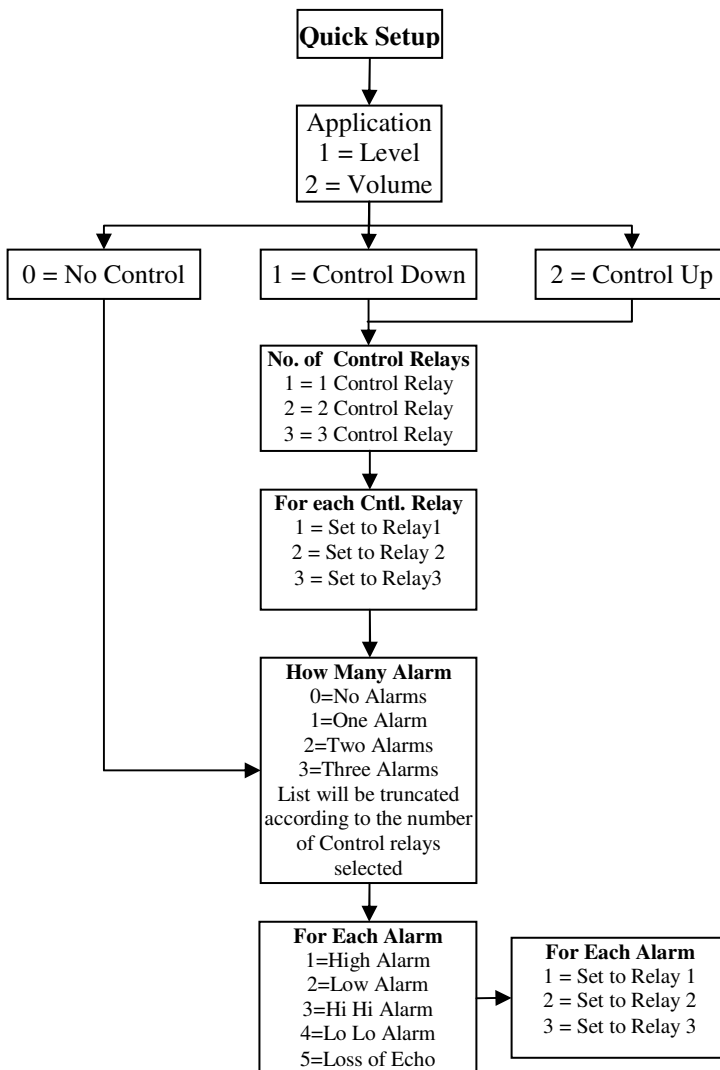 Quick Setup
Application
1 = Level
2 = Volume
0 = No Control
1 = Control Down
2 = Control Up
No. of Control Relays
1 = 1 Control Relay
2 = 2 Control Relay
3 = 3 Control Relay
For each Cntl. Relay
1 = Set to Relay1
2 = Set to Relay 2
3 = Set to Relay3
How Many Alarm
0=No Alarms
1=One Alarm
2=Two Alarms
3=Three Alarms
List will be truncated
according to the number
of Control relays
selected
For Each Alarm
1=High Alarm
2=Low Alarm
3=Hi Hi Alarm
4=Lo Lo Alarm
5=Loss of Echo
For Each Alarm
1 = Set to Relay 1
2 = Set to Relay 2
3 = Set to Relay 3